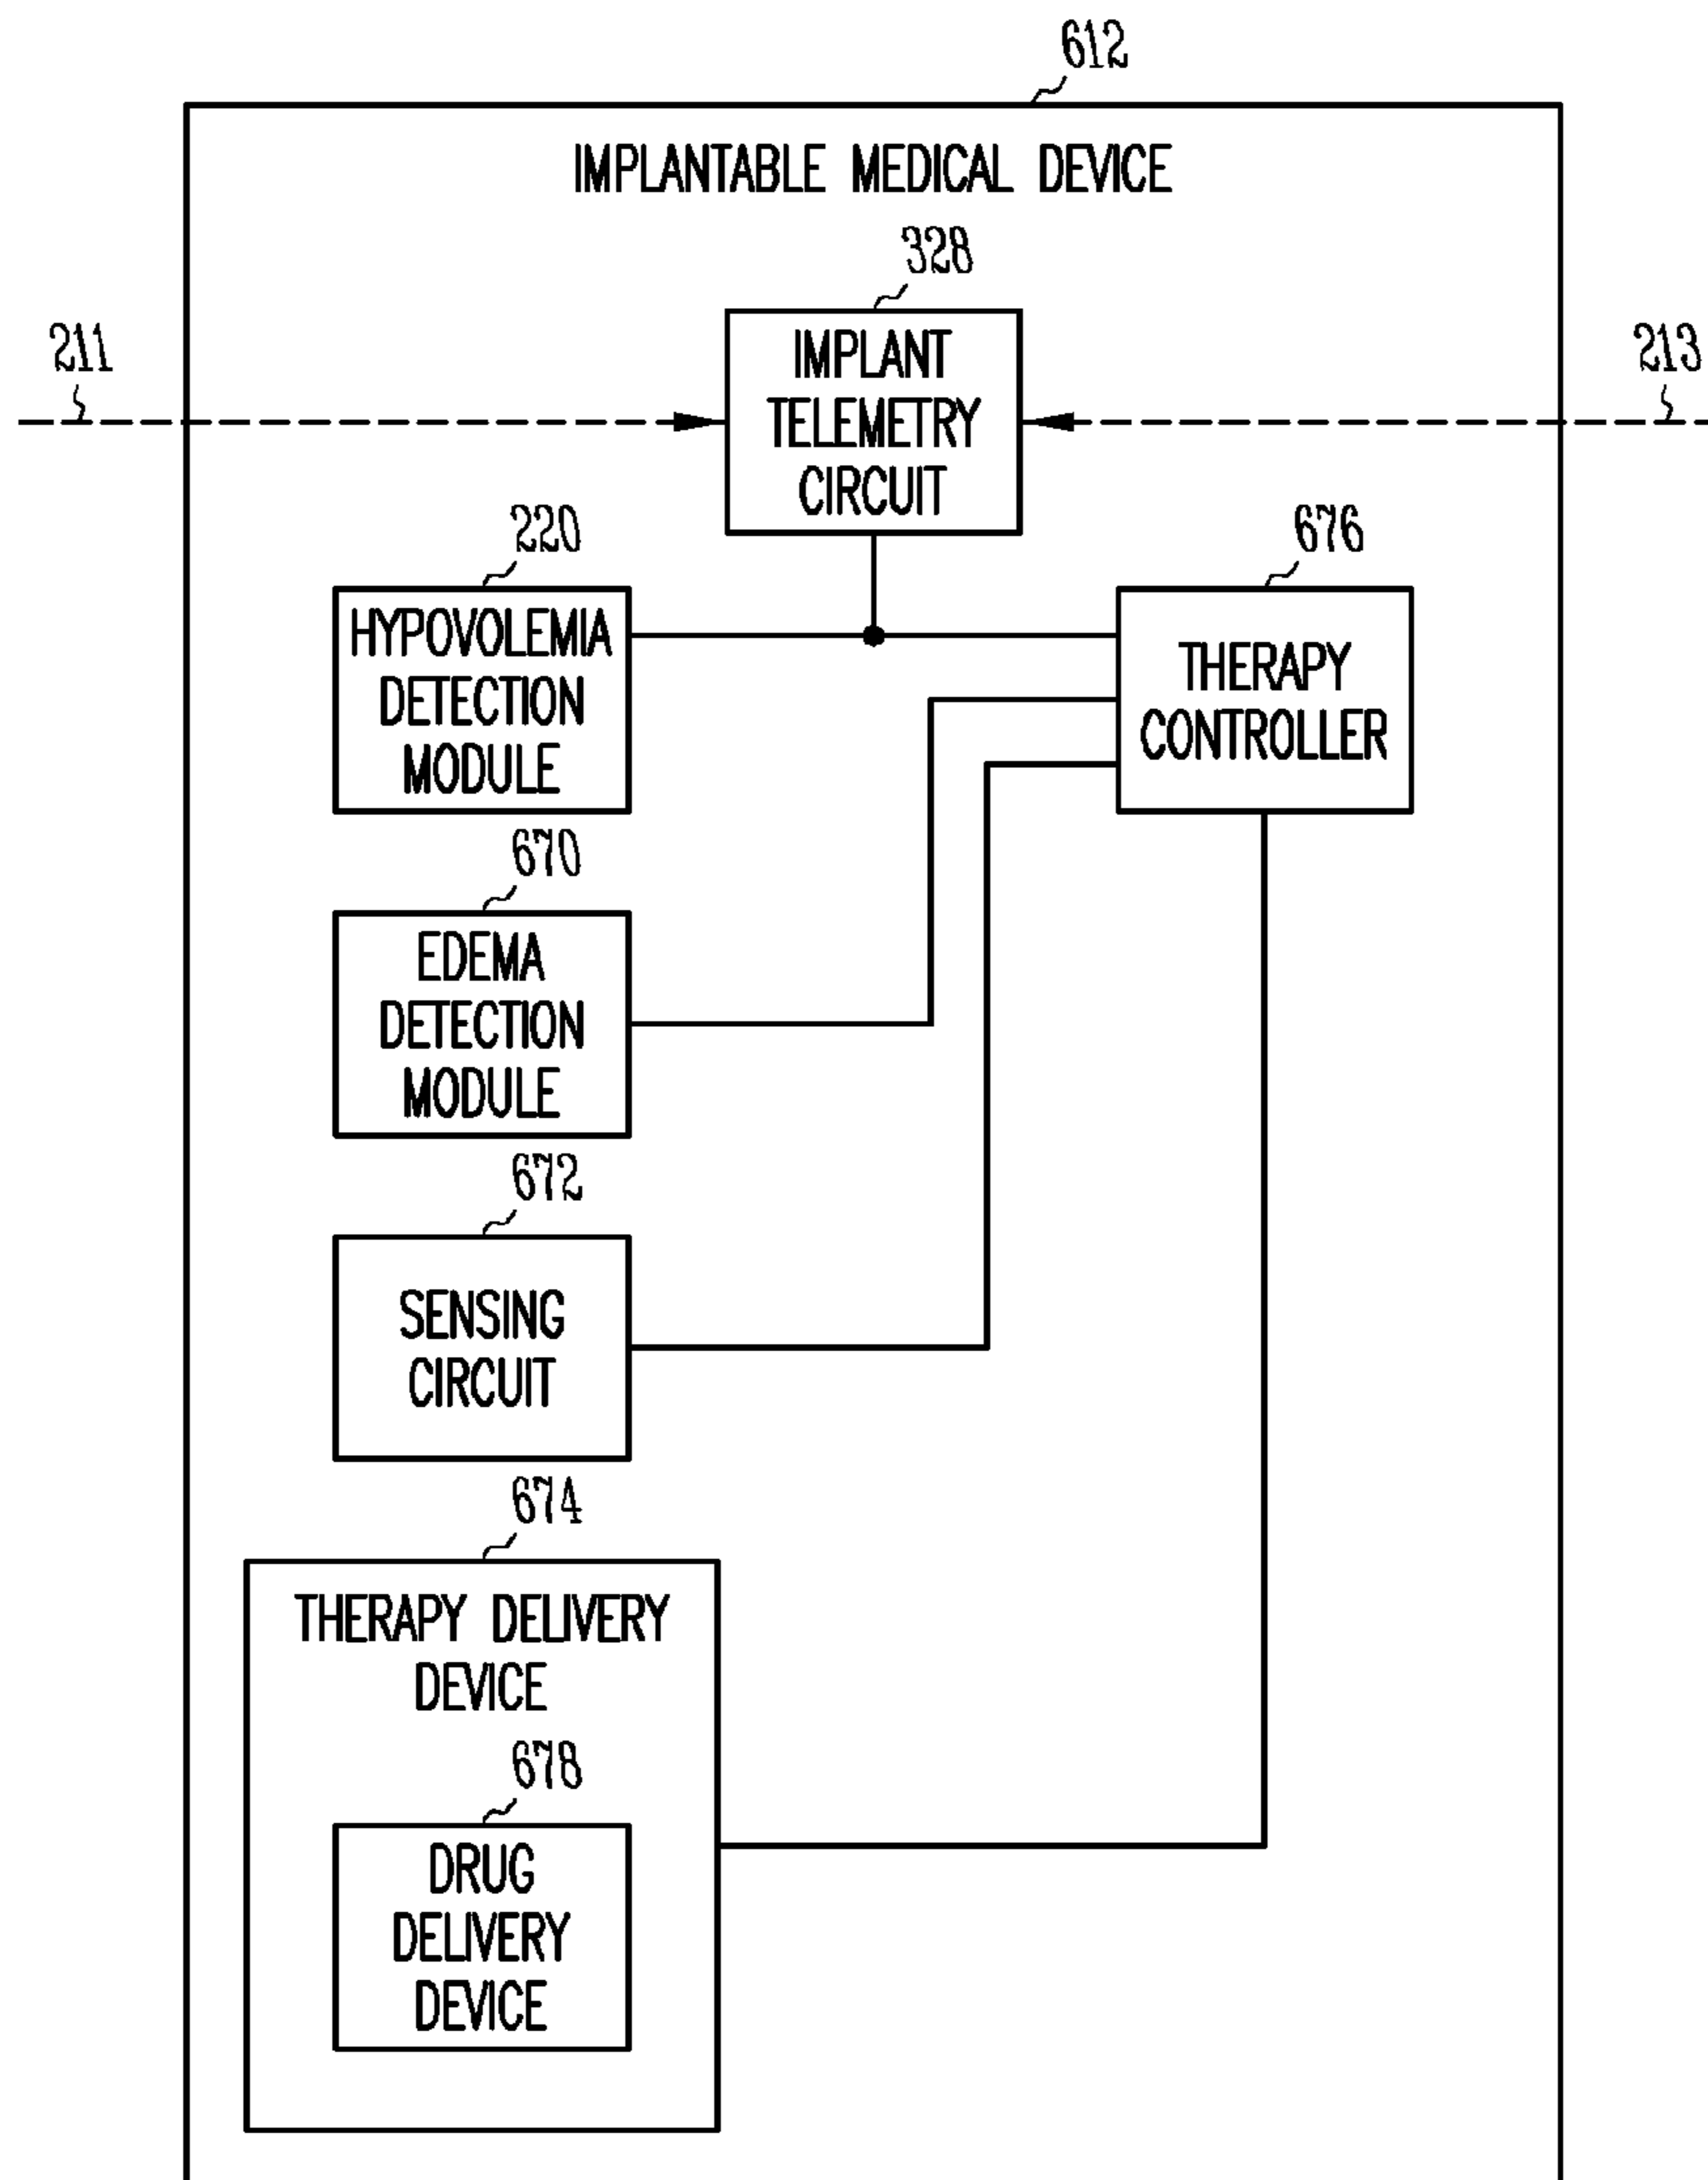 612
IMPLANTABLE MEDICAL DEVICE
328
211
213
IMPLANT
TELEMETRY
CIRCUIT
220
676
HYPOVOLEMIA
DETECTION
MODULE
THERAPY
CONTROLLER
670
EDEMA
DETECTION
MODULE
672
SENSING
CIRCUIT
674
THERAPY DELIVERY
DEVICE
678
DRUG
DELIVERY
DEVICE